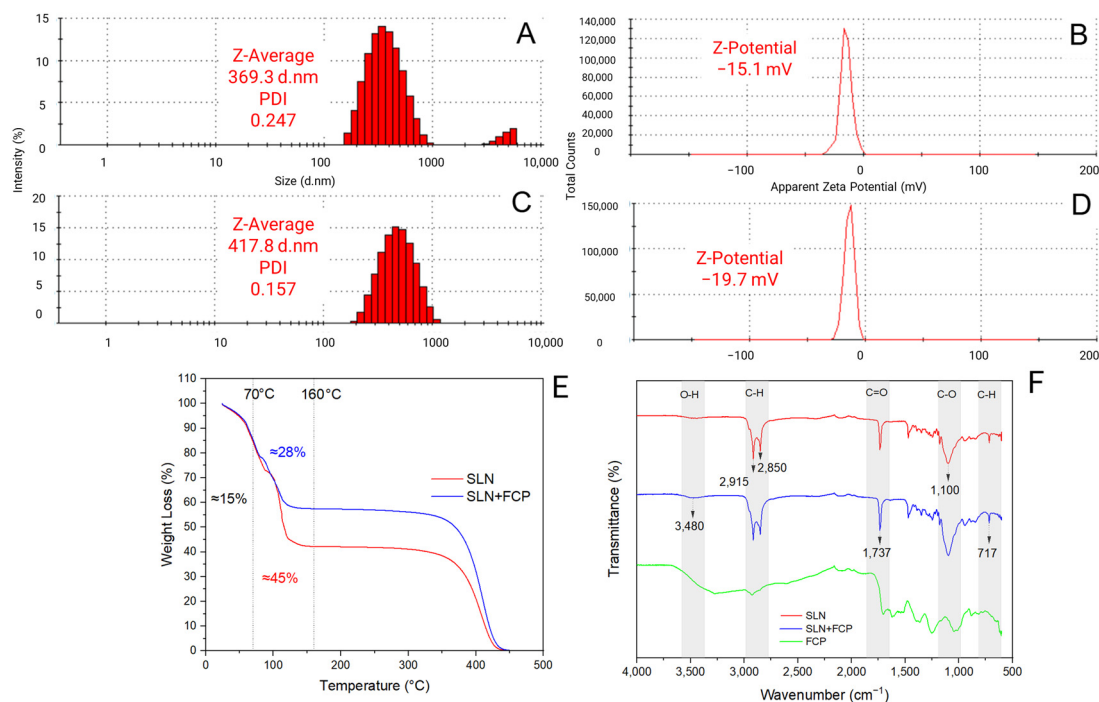 A
15
10
5
0
Intensity (%)
Z-Average
369.3 d.nm
PDI
0.247
1
10
100
1000
10,000
Size (d.nm)
B
140,000
120,000
100,000
80,000
60,000
40,000
20,000
0
Total Counts
Z-Potential
−15.1 mV
−100
0
100
200
Apparent Zeta Potential (mV)
C
20
15
10
5
0
Z-Average
417.8 d.nm
PDI
0.157
1
10
100
1000
10,000
D
150,000
100,000
50,000
0
Z-Potential
−19.7 mV
−100
0
100
200
E
110
100
90
80
70
60
50
40
30
20
10
0
Weight Loss (%)
70°C
160°C
≈28%
≈15%
≈45%
SLN
SLN+FCP
0
100
200
300
400
500
Temperature (°C)
F
O-H
C-H
C=O
C-O
C-H
2,915
2,850
1,100
3,480
1,737
717
Transmittance (%)
SLN
SLN+FCP
FCP
4,000
3,500
3,000
2,500
2,000
1,500
1,000
500
Wavenumber (cm⁻¹)